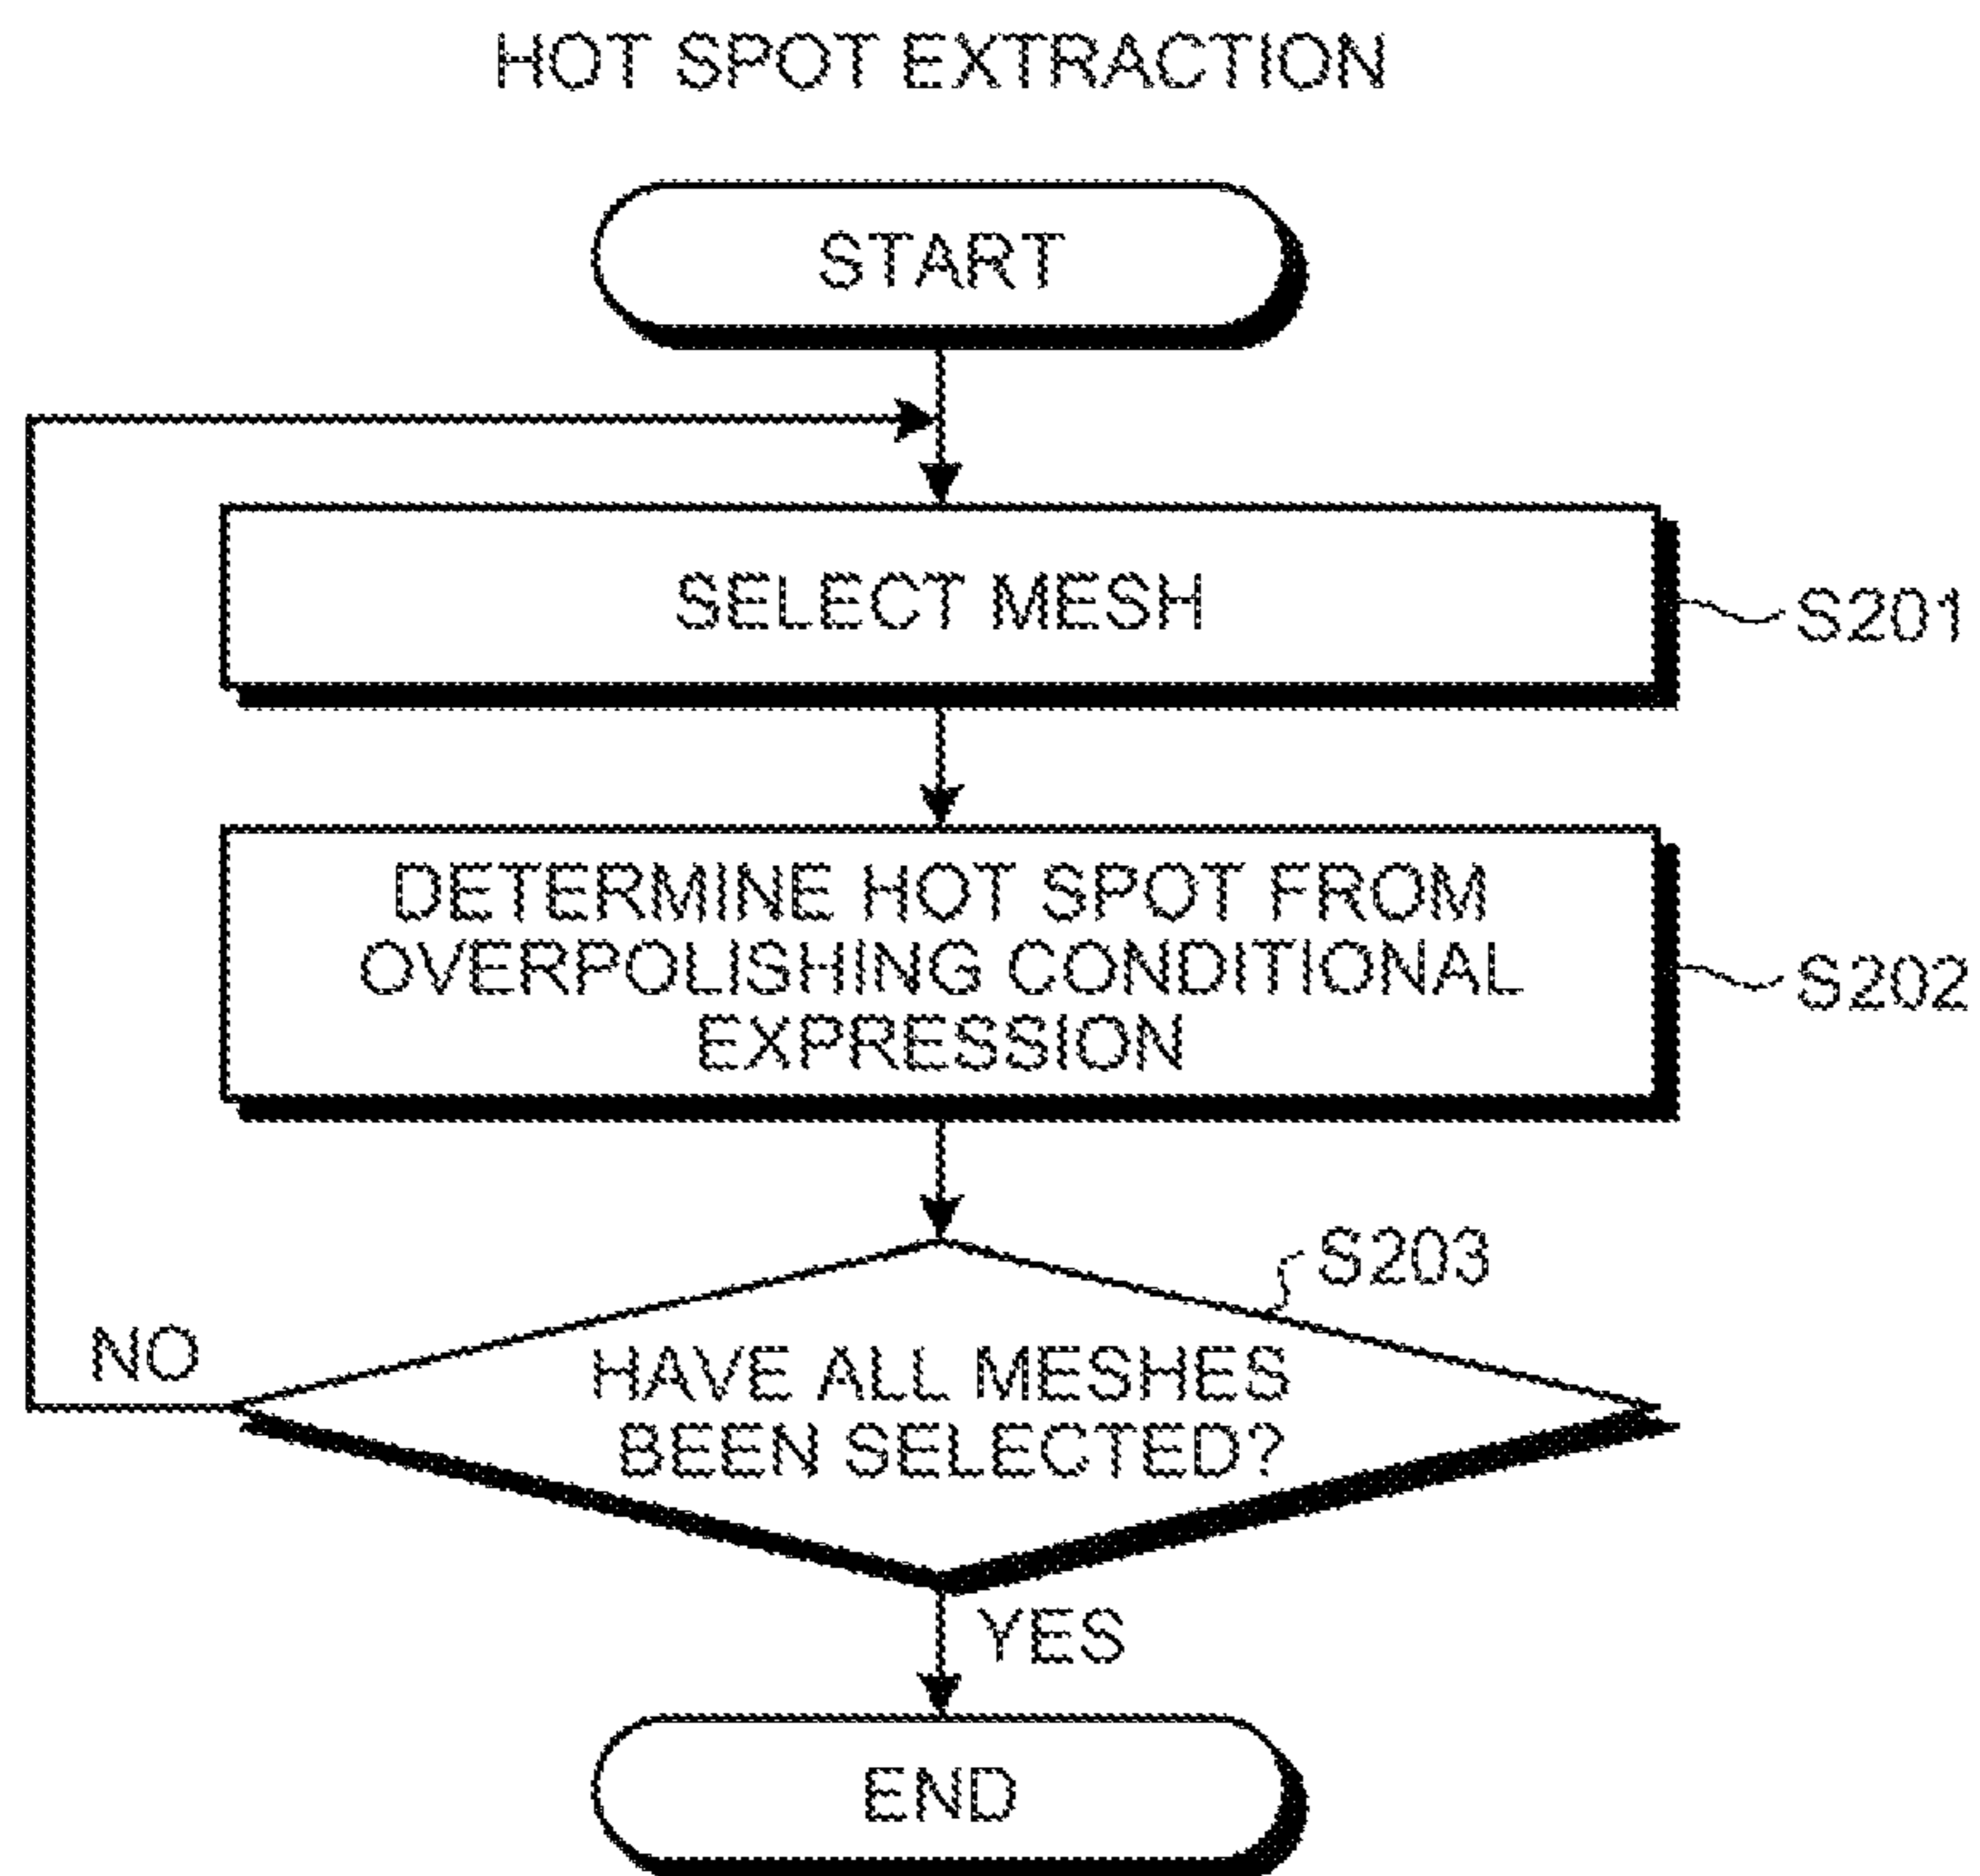 HOT SPOT EXTRACTION
START
SELECT MESH
S201
DETERMINE HOT SPOT FROM
OVERPOLISHING CONDITIONAL
EXPRESSION
S202
S203
HAVE ALL MESHES
BEEN SELECTED?
NO
YES
END